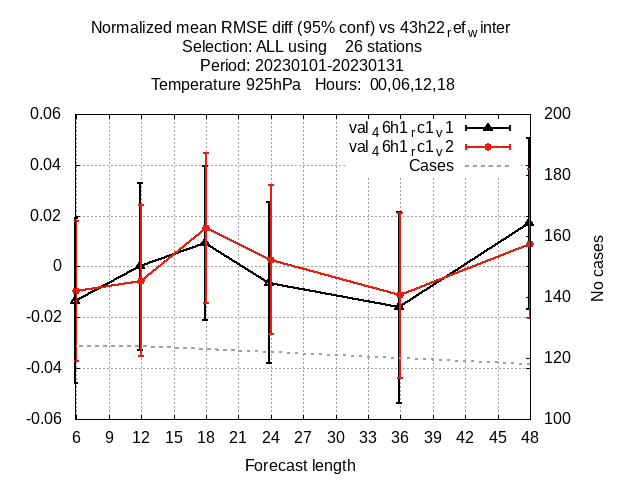 Normalized mean RMSE diff (95% conf) vs 43h22refwinter
Selection: ALL using    26 stations
Period: 20230101-20230131
Temperature 925hPa   Hours:  00,06,12,18
val46h1rc1v1
val46h1rc1v2
Cases
0.06
0.04
0.02
0
-0.02
-0.04
-0.06
200
180
160
140
120
100
No cases
6 9 12 15 18 21 24 27 30 33 36 39 42 45 48
Forecast length